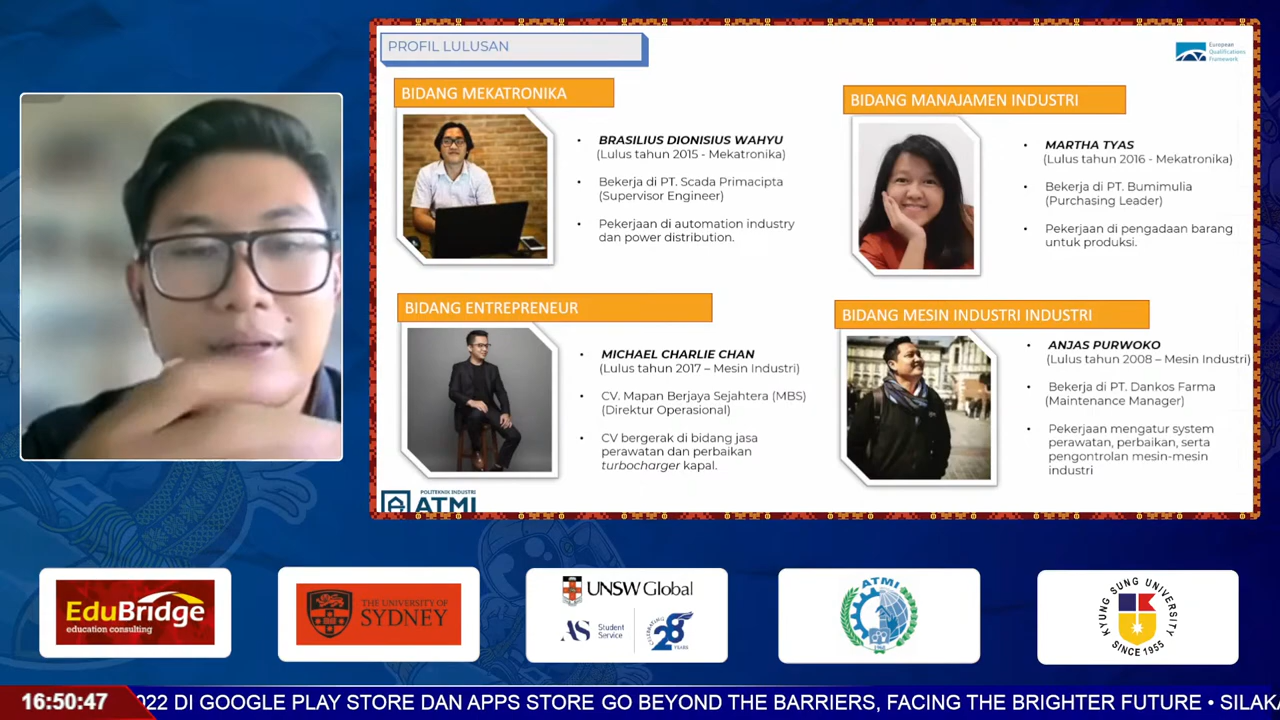 PROFIL LULUSAN
European
Qualifications
Framework
BIDANG MEKATRONIKA
BRASILIUS DIONISIUS WAHYU
(Lulus tahun 2015 - Mekatronika)
Bekerja di PT. Scada Primacipta
(Supervisor Engineer)
Pekerjaan di automation industry
dan power distribution.
BIDANG MANAJAMEN INDUSTRI
MARTHA TYAS
(Lulus tahun 2016 - Mekatronika)
Bekerja di PT. Bumimulia
(Purchasing Leader)
Pekerjaan di pengadaan barang
untuk produksi.
BIDANG ENTREPRENEUR
MICHAEL CHARLIE CHAN
(Lulus tahun 2017 – Mesin Industri)
CV. Mapan Berjaya Sejahtera (MBS)
(Direktur Operasional)
CV bergerak di bidang jasa
perawatan dan perbaikan
turbocharger kapal.
BIDANG MESIN INDUSTRI INDUSTRI
ANJAS PURWOKO
(Lulus tahun 2008 – Mesin Industri)
Bekerja di PT. Dankos Farma
(Maintenance Manager)
Pekerjaan mengatur system
perawatan, perbaikan, serta
pengontrolan mesin-mesin
industri
POLITEKNIK INDUSTRI
ATMI
EduBridge
education consulting
THE UNIVERSITY OF
SYDNEY
UNSW Global
AS Student
Service
CELEBRATING 28
YEARS
ATMI
KYUNG SUNG UNIVERSITY
SINCE 1955
16:50:47
2022 DI GOOGLE PLAY STORE DAN APPS STORE GO BEYOND THE BARRIERS, FACING THE BRIGHTER FUTURE • SILAKA